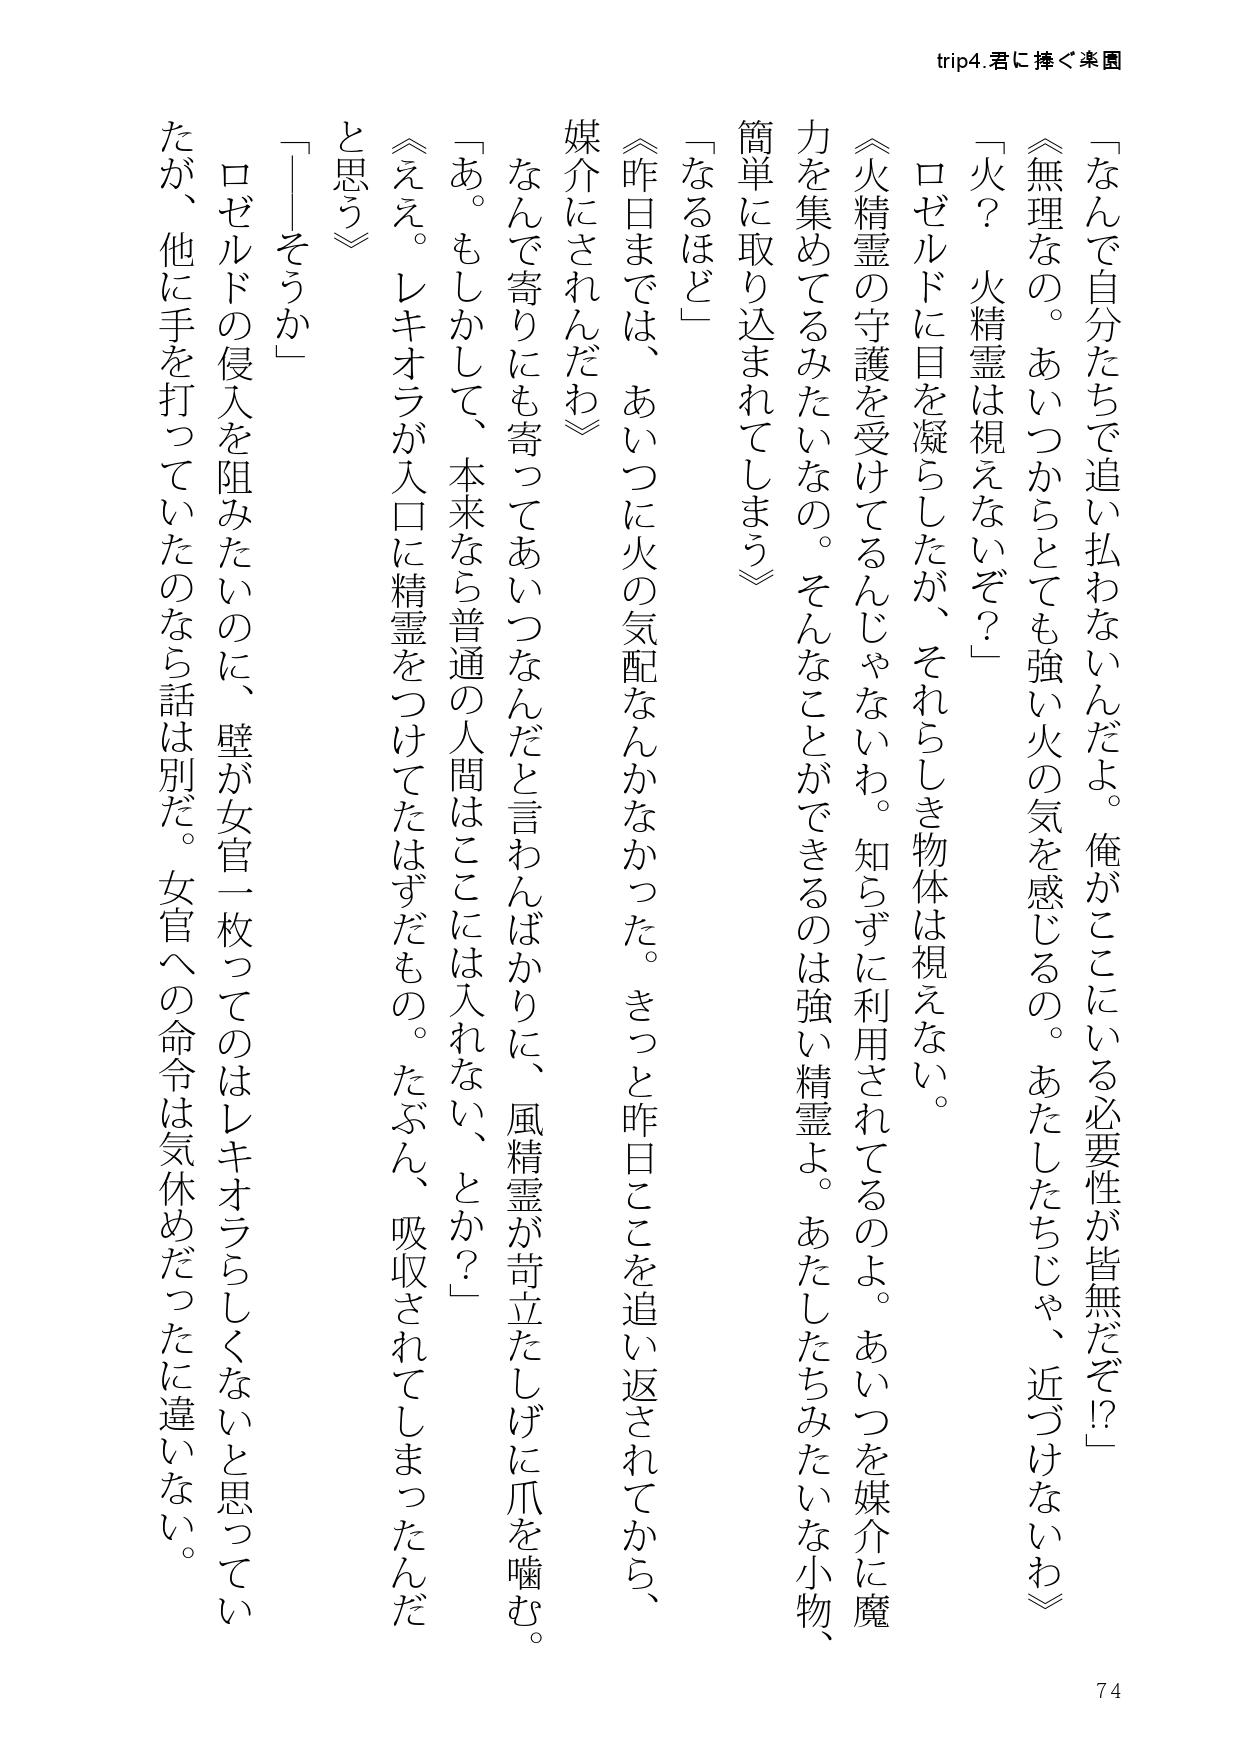 trip4.君に捧ぐ楽園
「なんで自分たちで追い払わないんだよ。俺がここにいる必要性が皆無だぞ!?」
《無理なの。あいつからとても強い火の気を感じるの。あたしたちじゃ、近づけないわ》
「火？　火精霊は視えないぞ？」
　ロゼルドに目を凝らしたが、それらしき物体は視えない。
《火精霊の守護を受けてるんじゃないわ。知らずに利用されてるのよ。あいつを媒介に魔
力を集めてるみたいなの。そんなことができるのは強い精霊よ。あたしたちみたいな小物、
簡単に取り込まれてしまう》
「なるほど」
《昨日までは、あいつに火の気配なんかなかった。きっと昨日ここを追い返されてから、
媒介にされんだわ》
　なんで寄りにも寄ってあいつなんだと言わんばかりに、風精霊が苛立たしげに爪を噛む。
「あ。もしかして、本来なら普通の人間はここには入れない、とか？」
《ええ。レキオラが入口に精霊をつけてたはずだもの。たぶん、吸収されてしまったんだ
と思う》
「――そうか」
　ロゼルドの侵入を阻みたいのに、壁が女官一枚ってのはレキオラらしくないと思ってい
たが、他に手を打っていたのなら話は別だ。女官への命令は気休めだったに違いない。
74